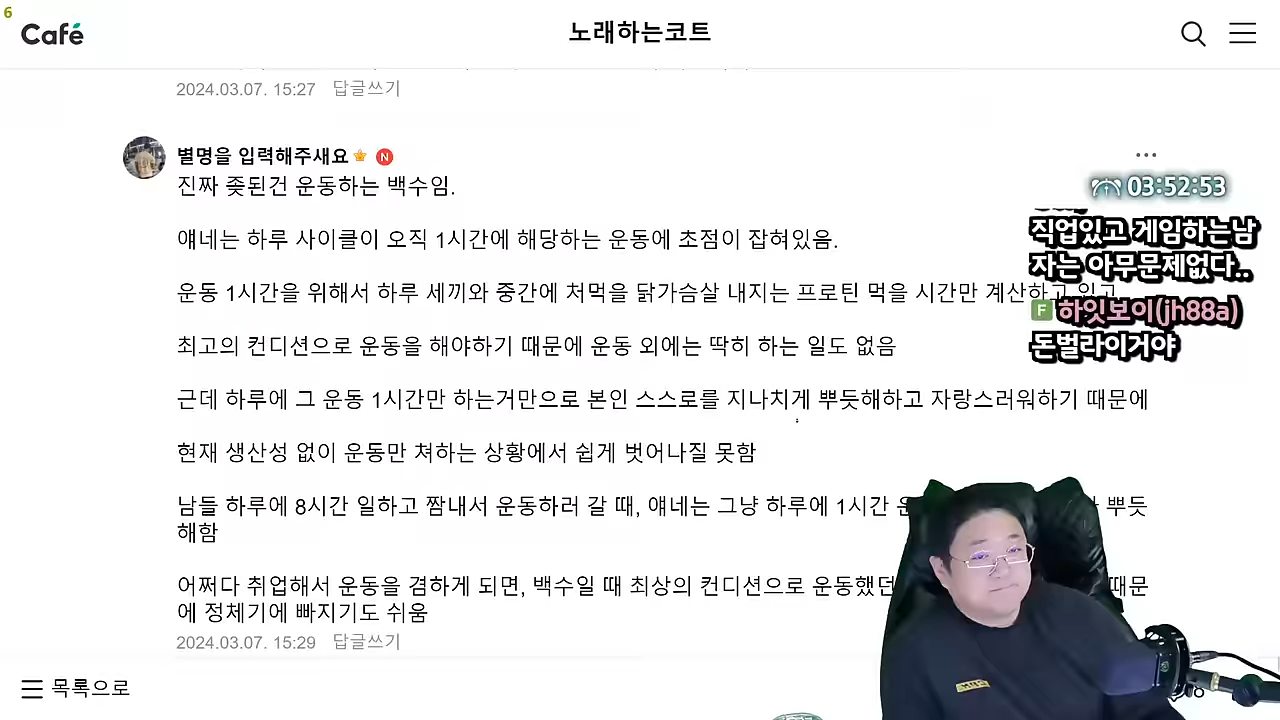 6
Café
노래하는코트
2024.03.07. 15:27 답글쓰기
별명을 입력해주새요 N
진짜 좆된건 운동하는 백수임.
03:52:53
얘네는 하루 사이클이 오직 1시간에 해당하는 운동에 초점이 잡혀있음.
직업있고 게임하는남
자는 아무문제없다..
운동 1시간을 위해서 하루 세끼와 중간에 처먹을 닭가슴살 내지는 프로틴 먹을 시간만 계산하고 있고
F 하잇보이(jh88a)
돈벌라이거야
최고의 컨디션으로 운동을 해야하기 때문에 운동 외에는 딱히 하는 일도 없음
근데 하루에 그 운동 1시간만 하는거만으로 본인 스스로를 지나치게 뿌듯해하고 자랑스러워하기 때문에
현재 생산성 없이 운동만 쳐하는 상황에서 쉽게 벗어나질 못함
남들 하루에 8시간 일하고 짬내서 운동하러 갈 때, 얘네는 그냥 하루에 1시간 뿌듯
해함
어쩌다 취업해서 운동을 겸하게 되면, 백수일 때 최상의 컨디션으로 때문
에 정체기에 빠지기도 쉬움
2024.03.07. 15:29 답글쓰기
목록으로